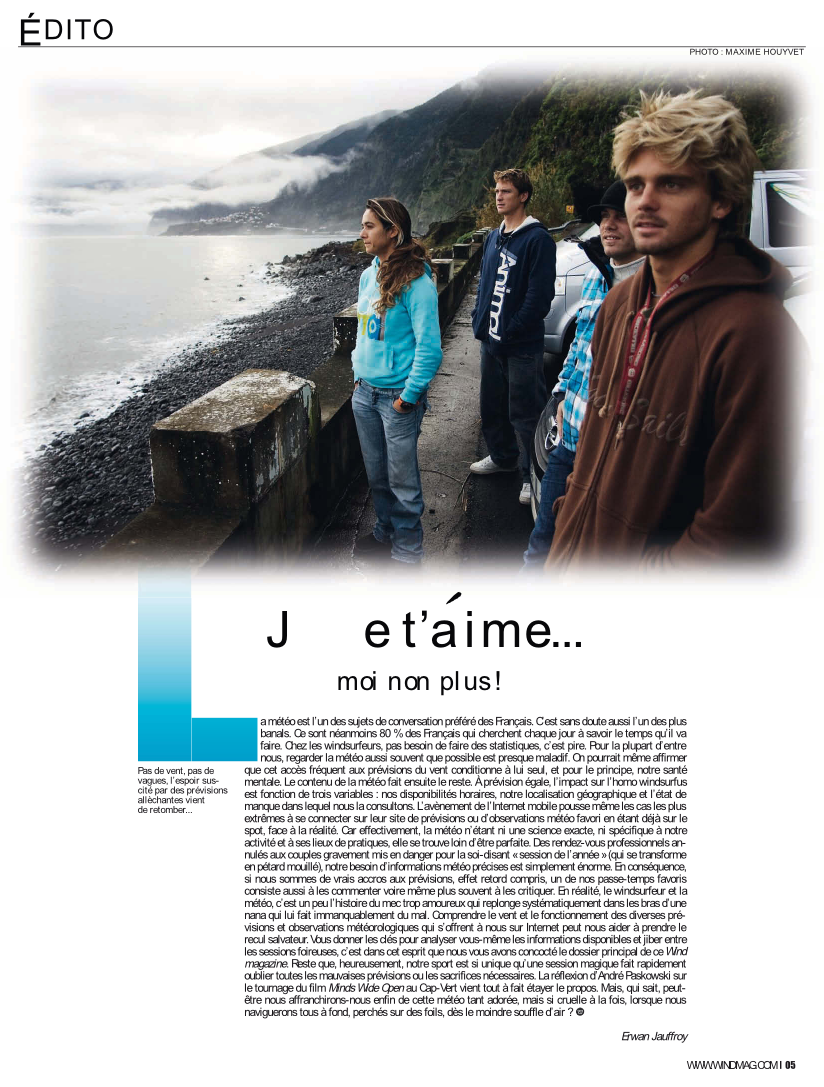 ÉDITO
PHOTO : MAXIME HOUYVET
Animal
Sails
Je t’áime...
moi non plus !
La météo est l’un des sujets de conversation préféré des Français. C’est sans doute aussi l’un des plus
banals. Ce sont néanmoins 80 % des Français qui cherchent chaque jour à savoir le temps qu’il va
faire. Chez les windsurfeurs, pas besoin de faire des statistiques, c’est pire. Pour la plupart d’entre
nous, regarder la météo aussi souvent que possible est presque maladif. On pourrait même affirmer
que cet accès fréquent aux prévisions du vent conditionne à lui seul, et pour le principe, notre santé
mentale. Le contenu de la météo fait ensuite le reste. À prévision égale, l’impact sur l’homo windsurfus
est fonction de trois variables : nos disponibilités horaires, notre localisation géographique et l’état de
manque dans lequel nous la consultons. L’avènement de l’Internet mobile pousse même les cas les plus
extrêmes à se connecter sur leur site de prévisions ou d’observations météo favori en étant déjà sur le
spot, face à la réalité. Car effectivement, la météo n’étant ni une science exacte, ni spécifique à notre
activité et à ses lieux de pratiques, elle se trouve loin d’être parfaite. Des rendez-vous professionnels an-
nulés aux couples gravement mis en danger pour la soi-disant « session de l’année » (qui se transforme
en pétard mouillé), notre besoin d’informations météo précises est simplement énorme. En conséquence,
si nous sommes de vrais accros aux prévisions, effet retord compris, un de nos passe-temps favoris
consiste aussi à les commenter voire même plus souvent à les critiquer. En réalité, le windsurfeur et la
météo, c’est un peu l’histoire du mec trop amoureux qui replonge systématiquement dans les bras d’une
nana qui lui fait immanquablement du mal. Comprendre le vent et le fonctionnement des diverses pré-
visions et observations météorologiques qui s’offrent à nous sur Internet peut nous aider à prendre le
recul salvateur. Vous donner les clés pour analyser vous-même les informations disponibles et jiber entre
les sessions foireuses, c’est dans cet esprit que nous vous avons concocté le dossier principal de ce Wind
magazine. Reste que, heureusement, notre sport est si unique qu’une session magique fait rapidement
oublier toutes les mauvaises prévisions ou les sacrifices nécessaires. La réflexion d’André Paskowski sur
le tournage du film Minds Wide Open au Cap-Vert vient tout à fait étayer le propos. Mais, qui sait, peut-
être nous affranchirons-nous enfin de cette météo tant adorée, mais si cruelle à la fois, lorsque nous
naviguerons tous à fond, perchés sur des foils, dès le moindre souffle d’air ?
Pas de vent, pas de
vagues, l’espoir sus-
cité par des prévisions
allèchantes vient
de retomber...
Erwan Jauffroy
WWW.WINDMAG.COM I 05